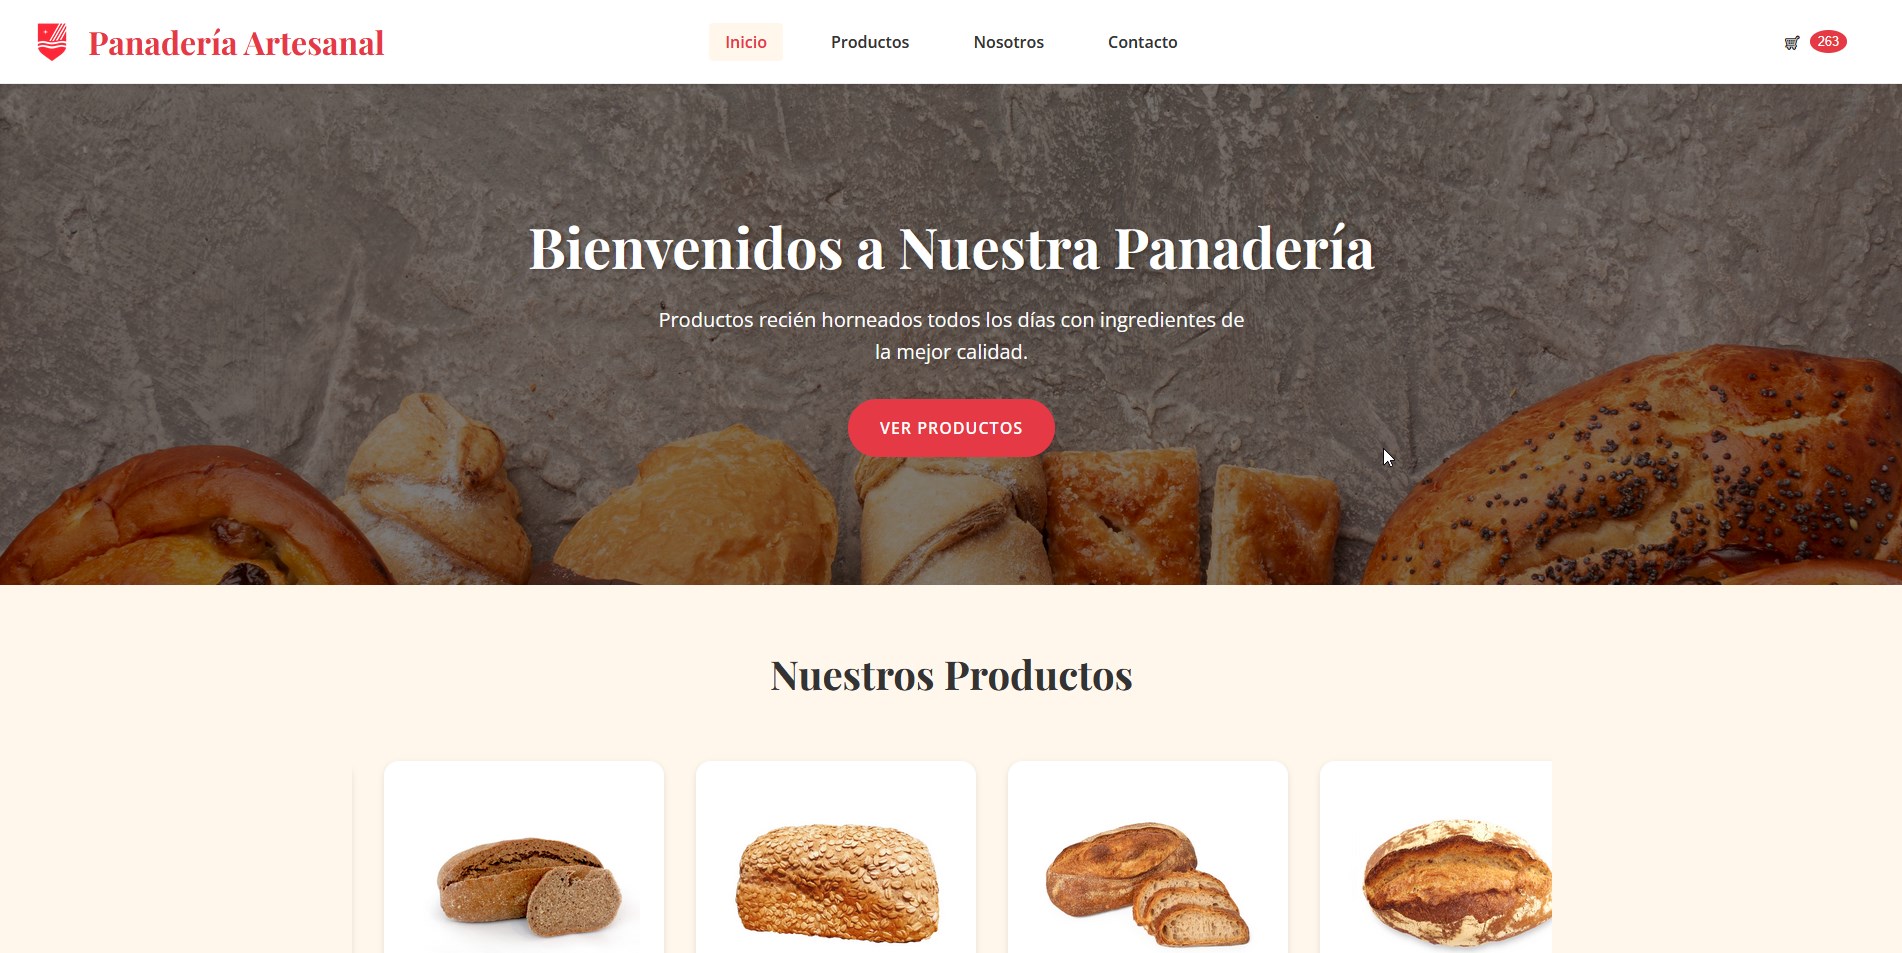 Panadería Artesanal
Inicio
Productos
Nosotros
Contacto
263
Bienvenidos a Nuestra Panadería
Productos recién horneados todos los días con ingredientes de
la mejor calidad.
VER PRODUCTOS
Nuestros Productos